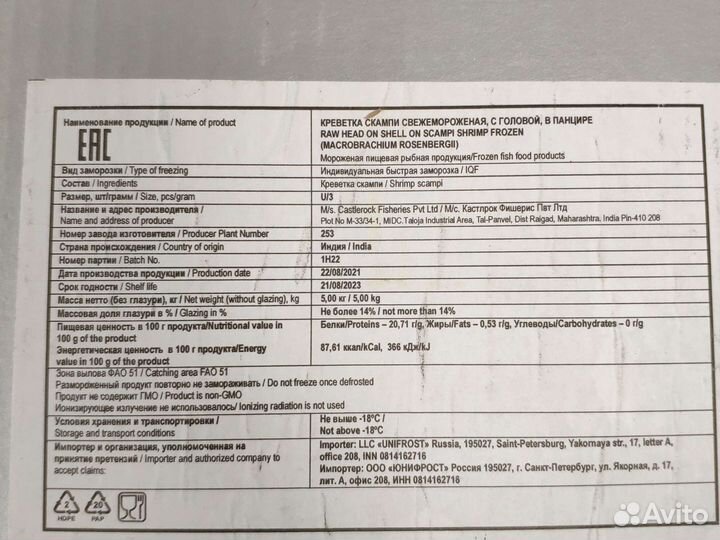 Наименование продукции / Name of product
EAC
КРЕВЕТКА СКАМПИ СВЕЖЕМОРОЖЕНАЯ, С ГОЛОВОЙ, В ПАНЦИРЕ
RAW HEAD ON SHELL ON SCAMPI SHRIMP FROZEN
(MACROBRACHIUM ROSENBERGII)
Мороженая пищевая рыбная продукция/Frozen fish food products
Вид заморозки / Type of freezing
Индивидуальная быстрая заморозка / IQF
Состав / Ingredients
Креветка скампи / Shrimp scampi
Размер, шт/грамм / Size, pcs/gram
U/3
Название и адрес производителя /
Name and address of producer
M/s. Castlerock Fisheries Pvt Ltd / М/с. Кастлрок Фишерис Пвт Лтд
Plot No M-33/34-1, MIDC.Taloja Industrial Area, Tal-Panvel, Dist Raigad, Maharashtra, India Pin-410 208
Номер завода изготовителя / Producer Plant Number
253
Страна происхождения / Country of origin
Индия / India
Номер партии / Batch No.
1H22
Дата производства продукции / Production date
22/08/2021
Срок годности / Shelf life
21/08/2023
Масса нетто (без глазури), кг / Net weight (without glazing), kg
5,00 кг / 5,00 kg
Массовая доля глазури в % / Glazing in %
Не более 14% / not more than 14%
Пищевая ценность в 100 г продукта/Nutritional value in
100 g of the product
Белки/Proteins – 20,71 г/g, Жиры/Fats – 0,53 г/g, Углеводы/Carbohydrates – 0 г/g
Энергетическая ценность в 100 г продукта/Energy
value in 100 g of the product
87,61 ккал/kCal, 366 кДж/kJ
Зона вылова ФАО 51 / Catching area FAO 51
Размороженный продукт повторно не замораживать / Do not freeze once defrosted
Продукт не содержит ГМО / Product is non-GMO
Ионизирующее излучение не использовалось/ Ionizing radiation is not used
Условия хранения и транспортировки /
Storage and transport conditions
Не выше -18°C /
Not above -18°C
Импортер и организация, уполномоченная на
принятие претензий / Importer and authorized company to
accept claims:
Importer: LLC «UNIFROST» Russia, 195027, Saint-Petersburg, Yakornaya str., 17, letter A,
office 208, INN 0814162716
Импортер: ООО «ЮНИФРОСТ» Россия 195027, г. Санкт-Петербург, ул. Якорная, д. 17,
лит. А, офис 208, ИНН 0814162716
2
HDPE
20
PAP
Avito